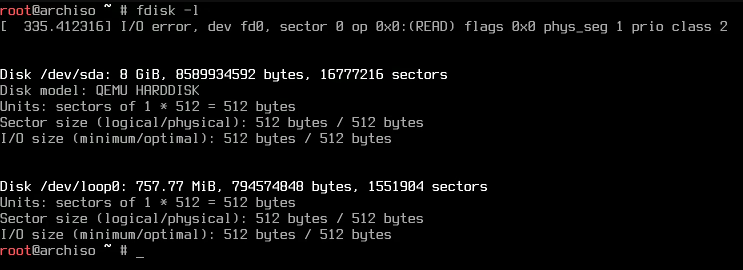 root@archiso ~ # fdisk -l
[  335.412316] I/O error, dev fd0, sector 0 op 0x0:(READ) flags 0x0 phys_seg 1 prio class 2
Disk /dev/sda: 8 GiB, 8589934592 bytes, 16777216 sectors
Disk model: QEMU HARDDISK
Units: sectors of 1 * 512 = 512 bytes
Sector size (logical/physical): 512 bytes / 512 bytes
I/O size (minimum/optimal): 512 bytes / 512 bytes
Disk /dev/loop0: 757.77 MiB, 794574848 bytes, 1551904 sectors
Units: sectors of 1 * 512 = 512 bytes
Sector size (logical/physical): 512 bytes / 512 bytes
I/O size (minimum/optimal): 512 bytes / 512 bytes
root@archiso ~ # _